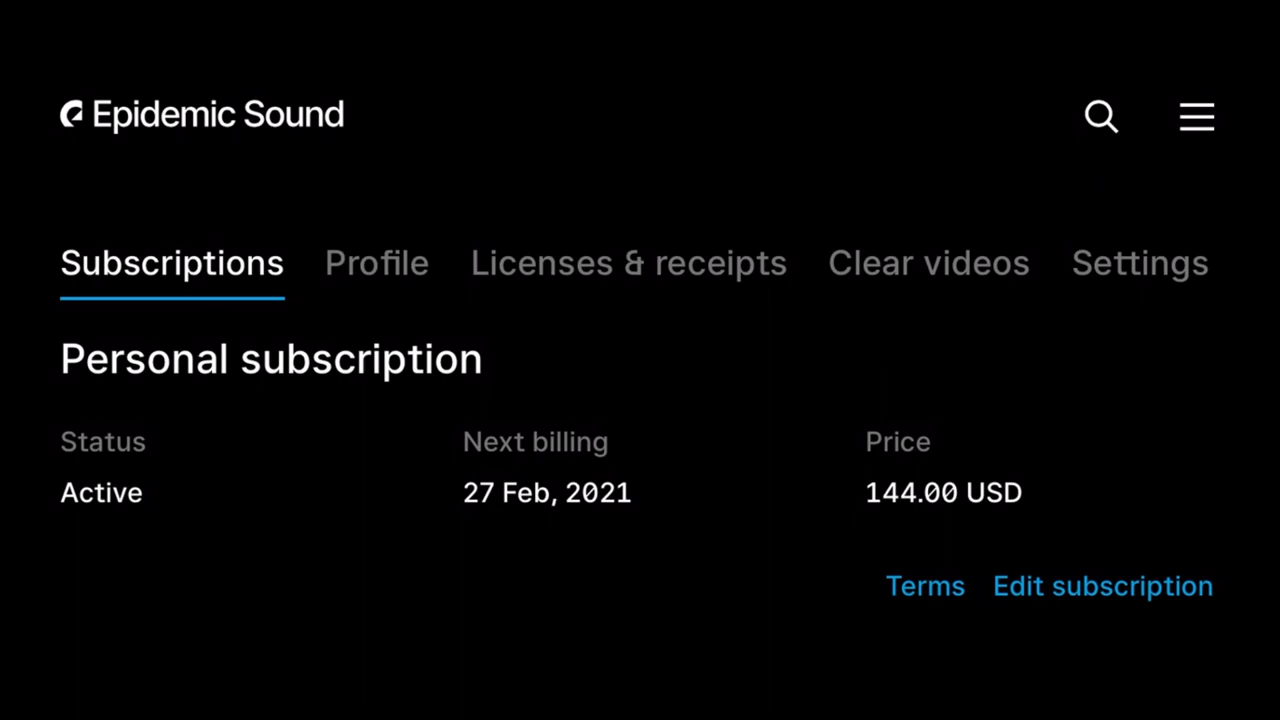 Epidemic Sound
Subscriptions Profile Licenses & receipts Clear videos Settings
Personal subscription
Status Next billing Price
Active 27 Feb, 2021 144.00 USD
Terms Edit subscription